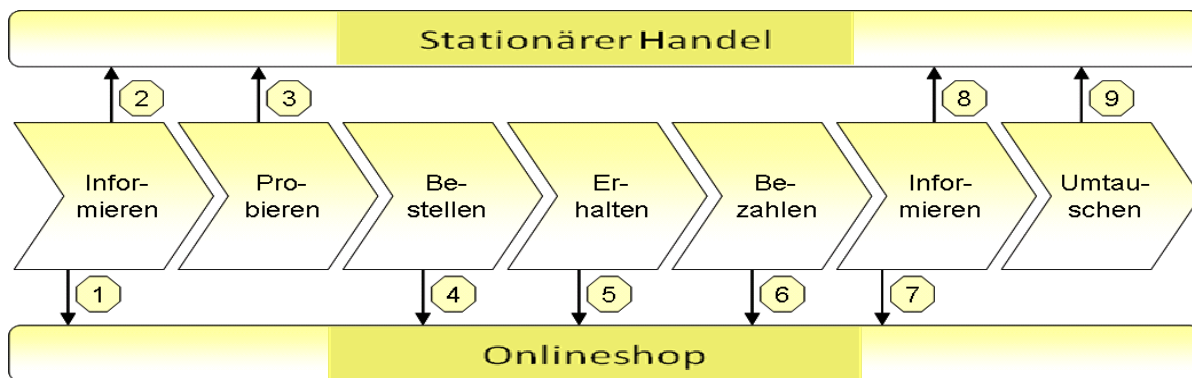 Stationärer Handel
2
3
8
9
Infor-
mieren
Pro-
bieren
Be-
stellen
Er-
halten
Be-
zahlen
Infor-
mieren
Umtau-
schen
1
4
5
6
7
Onlineshop